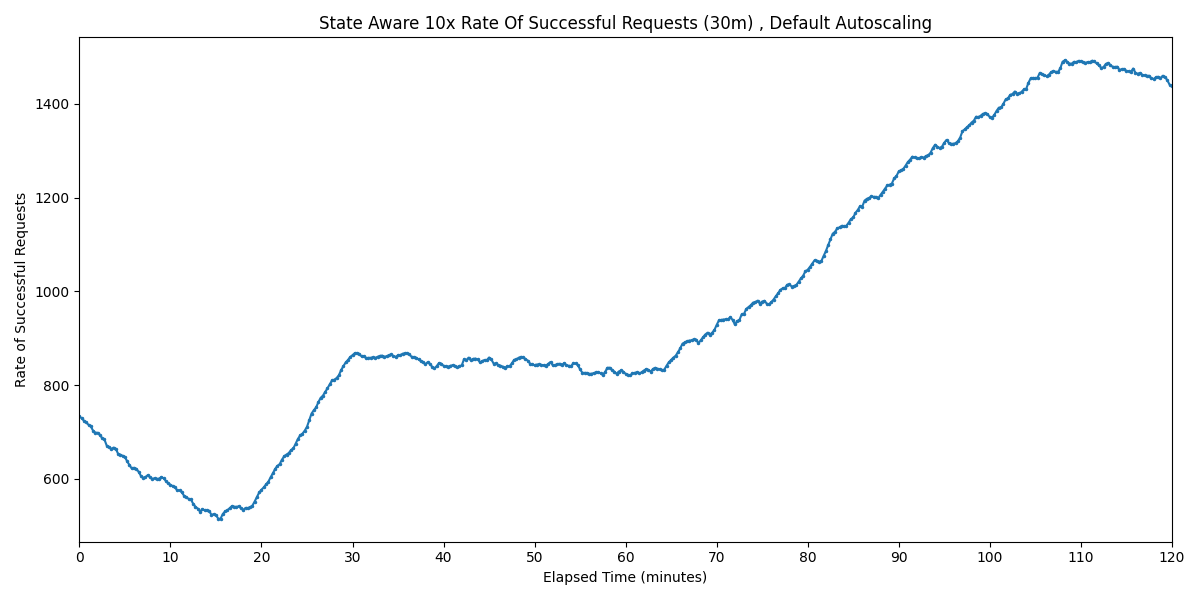 State Aware 10x Rate Of Successful Requests (30m) , Default Autoscaling
Rate of Successful Requests
1400
1200
1000
800
600
0 10 20 30 40 50 60 70 80 90 100 110 120
Elapsed Time (minutes)